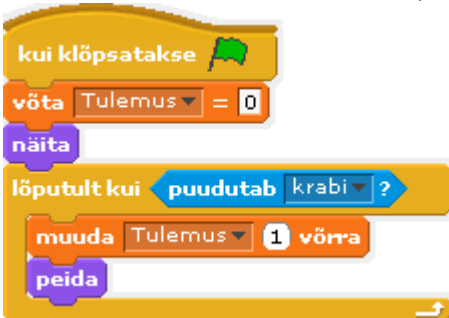 kui klõpsatakse
võta Tulemus = 0
näita
lõputult kui puudutab krabi ?
muuda Tulemus 1 võrra
peida